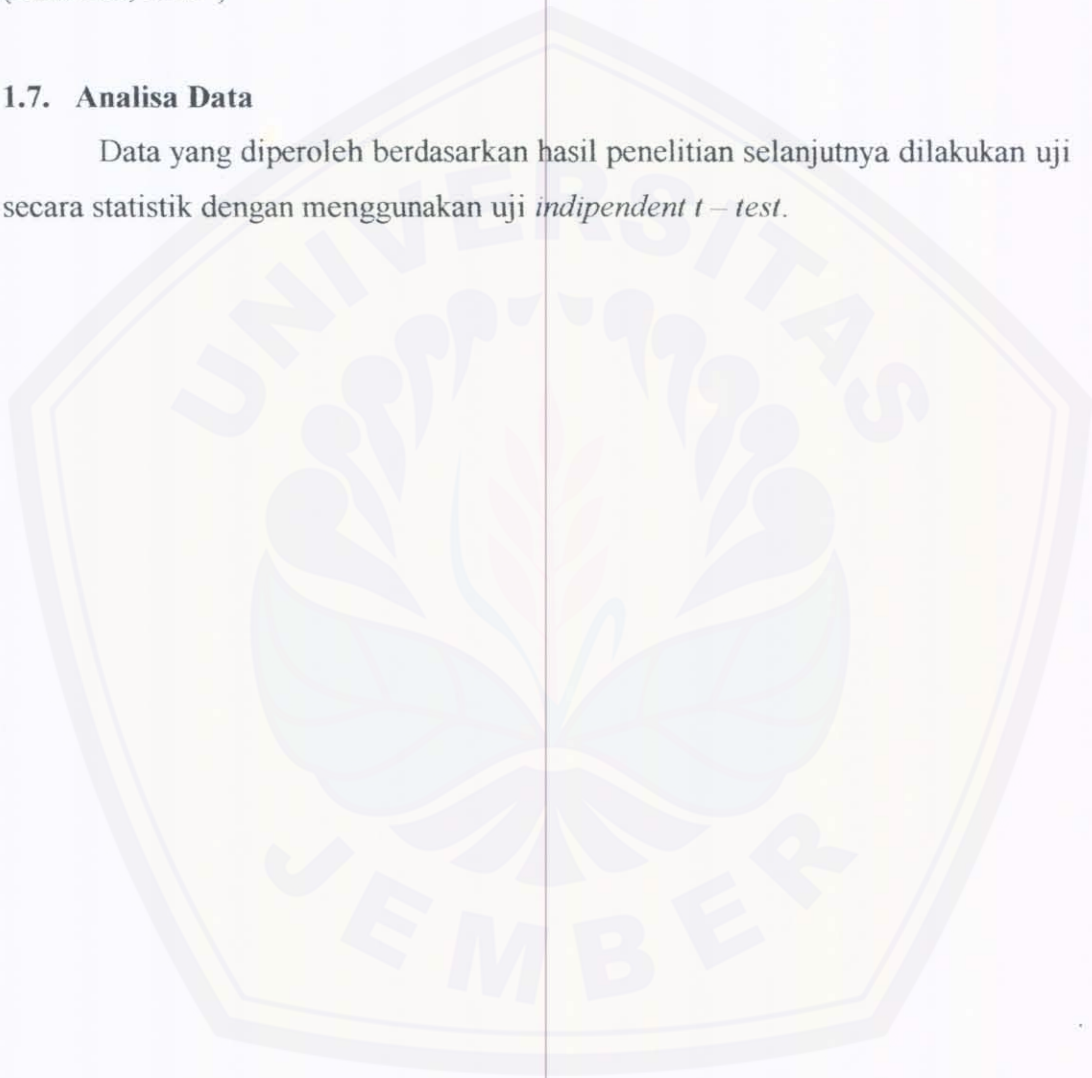 1.7. Analisa Data
Data yang diperoleh berdasarkan hasil penelitian selanjutnya dilakukan uji
secara statistik dengan menggunakan uji indipendent t – test.
UNIVERSITAS
JEMBER